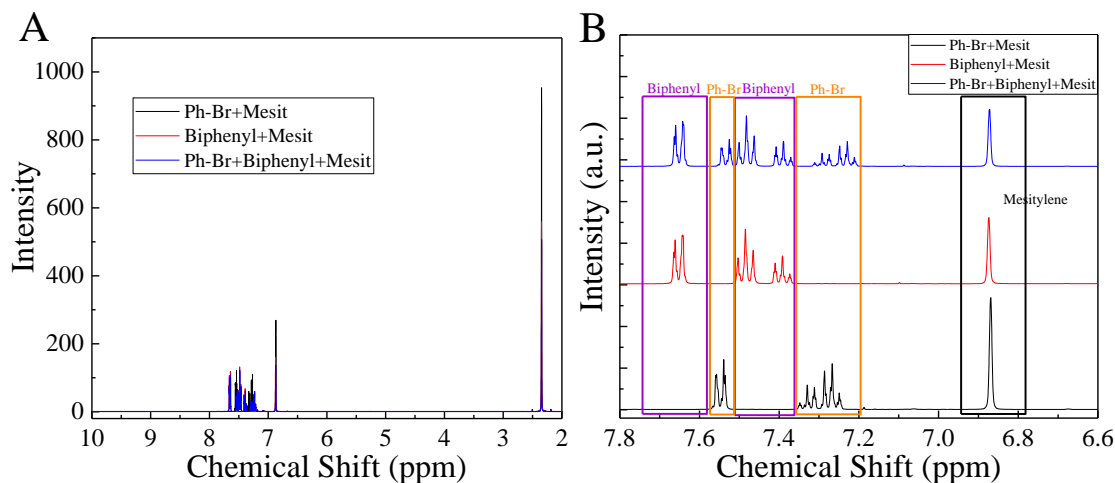 A
Intensity
1000
800
600
400
200
0
Ph-Br+Mesit
Biphenyl+Mesit
Ph-Br+Biphenyl+Mesit
10 9 8 7 6 5 4 3 2
Chemical Shift (ppm)
B
Intensity (a.u.)
Ph-Br+Mesit
Biphenyl+Mesit
Ph-Br+Biphenyl+Mesit
Biphenyl Ph-Br Biphenyl Ph-Br
Mesitylene
7.8 7.6 7.4 7.2 7.0 6.8 6.6
Chemical Shift (ppm)